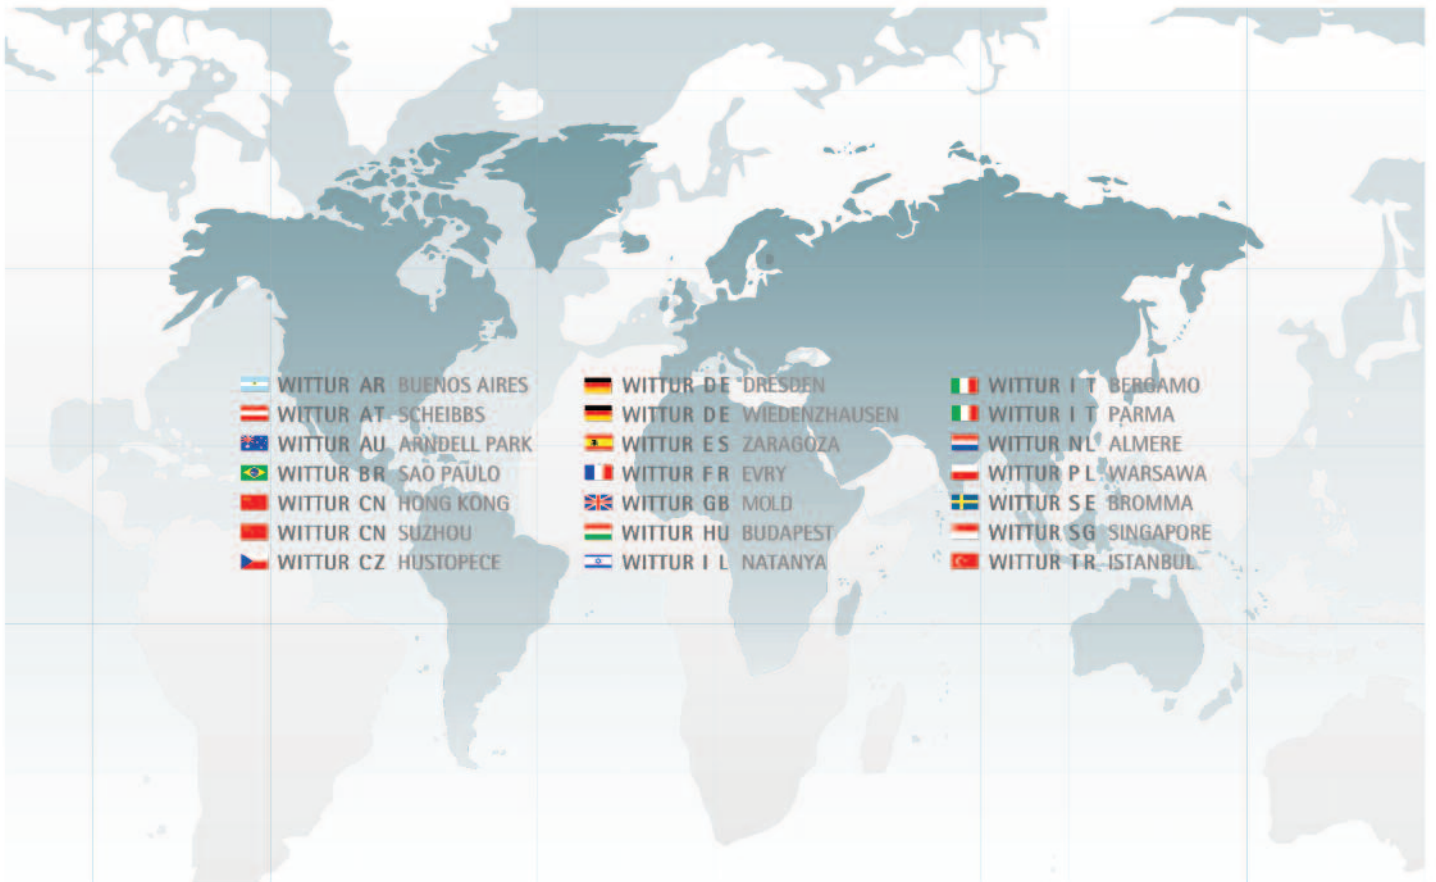 WITTUR AR BUENOS AIRES
WITTUR AT SCHEIBBS
WITTUR AU ARNDELL PARK
WITTUR BR SAO PAULO
WITTUR CN HONG KONG
WITTUR CN SUZHOU
WITTUR CZ HUSTOPECE
WITTUR DE DRESDEN
WITTUR DE WIEDENZHAUSEN
WITTUR ES ZARAGOZA
WITTUR FR EVRY
WITTUR GB MOLD
WITTUR HU BUDAPEST
WITTUR IL NATANYA
WITTUR IT BERGAMO
WITTUR IT PARMA
WITTUR NL ALMERE
WITTUR PL WARSAWA
WITTUR SE BROMMA
WITTUR SG SINGAPORE
WITTUR TR ISTANBUL